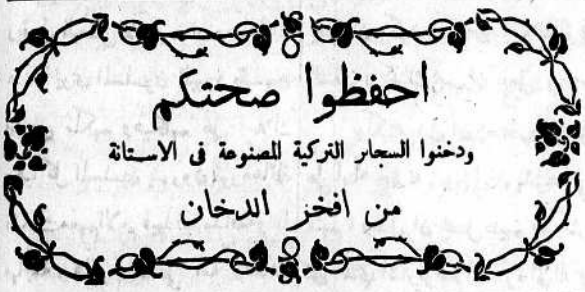 احفظوا صحتكم
ودخنوا السجار التركية المصنوعة فى الاستانة
من افخر الدخان